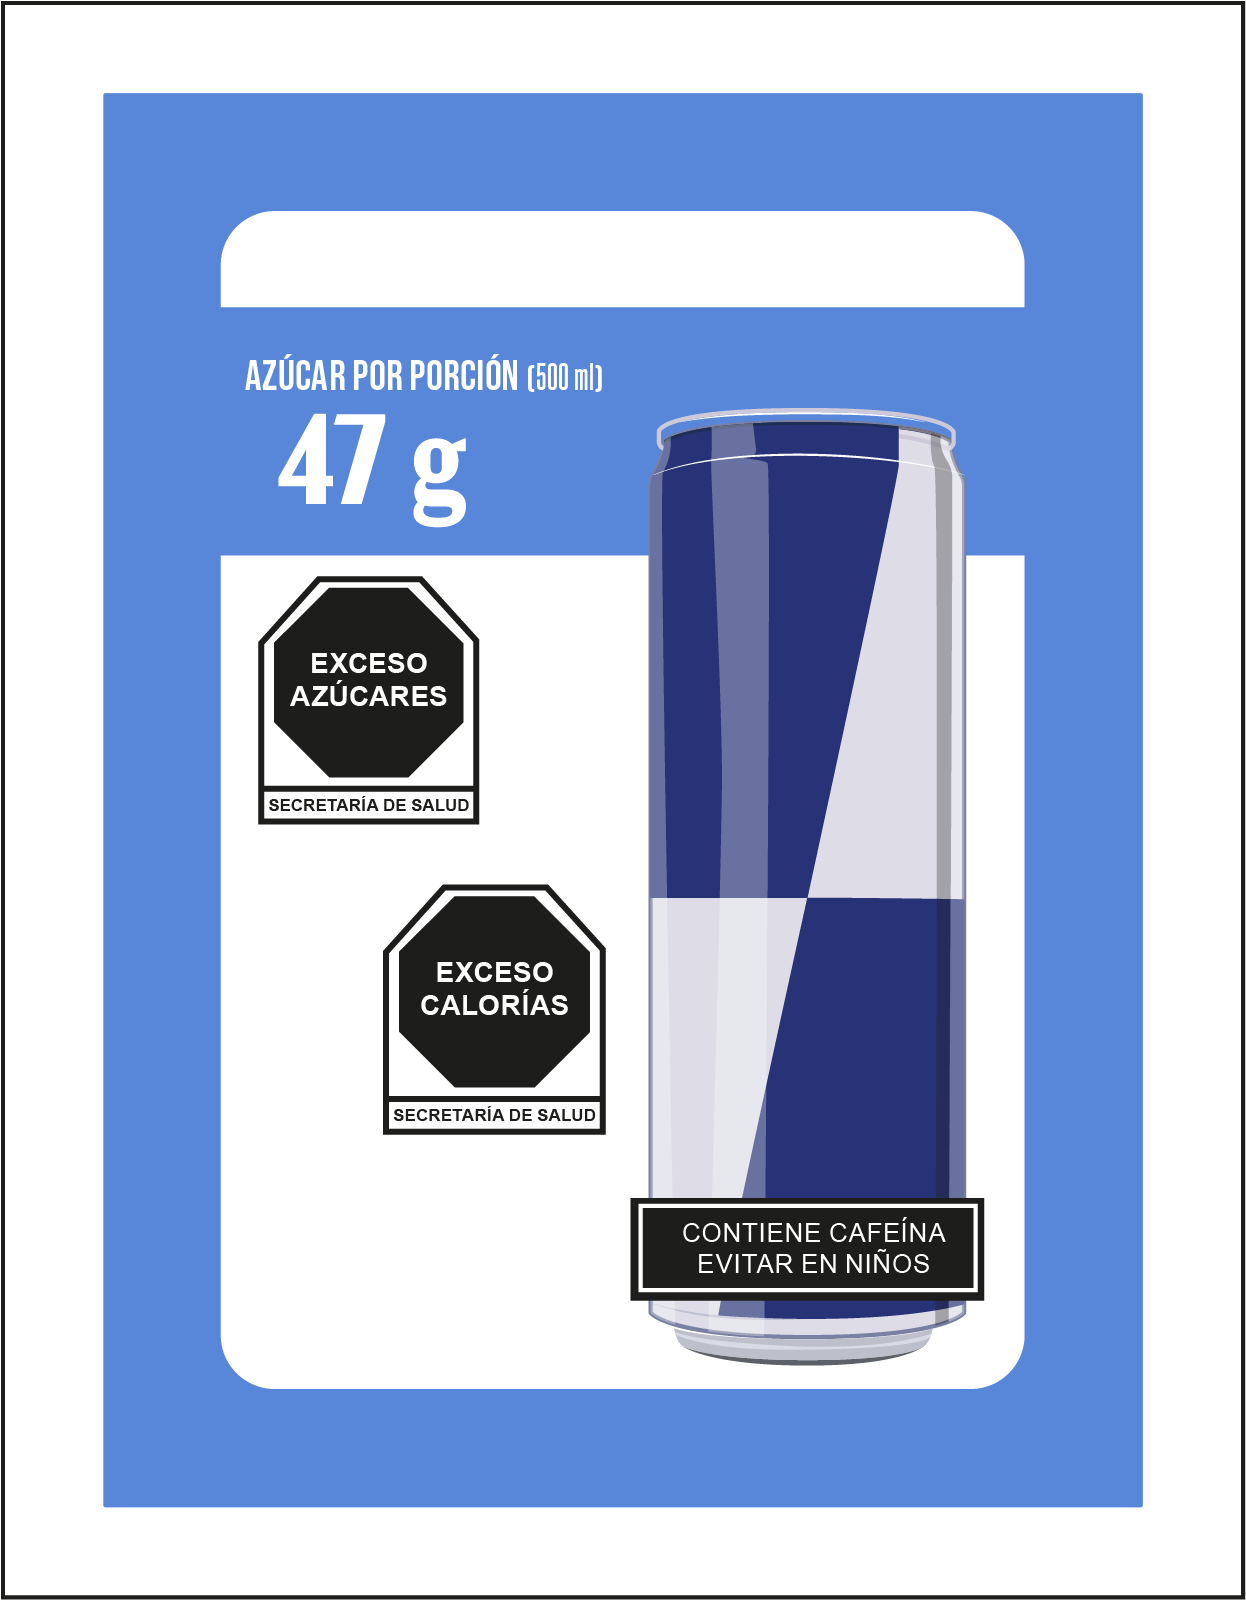 AZÚCAR POR PORCIÓN (500 ml)
47 g
EXCESO
AZÚCARES
SECRETARÍA DE SALUD
EXCESO
CALORÍAS
SECRETARÍA DE SALUD
CONTIENE CAFEÍNA
EVITAR EN NIÑOS